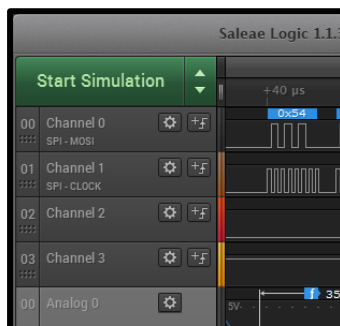 Saleae Logic 1.1.3
Start Simulation
+40 µs
00 Channel 0
SPI - MOSI
0x54
01 Channel 1
SPI - CLOCK
02 Channel 2
03 Channel 3
00 Analog 0
f 35
5V-